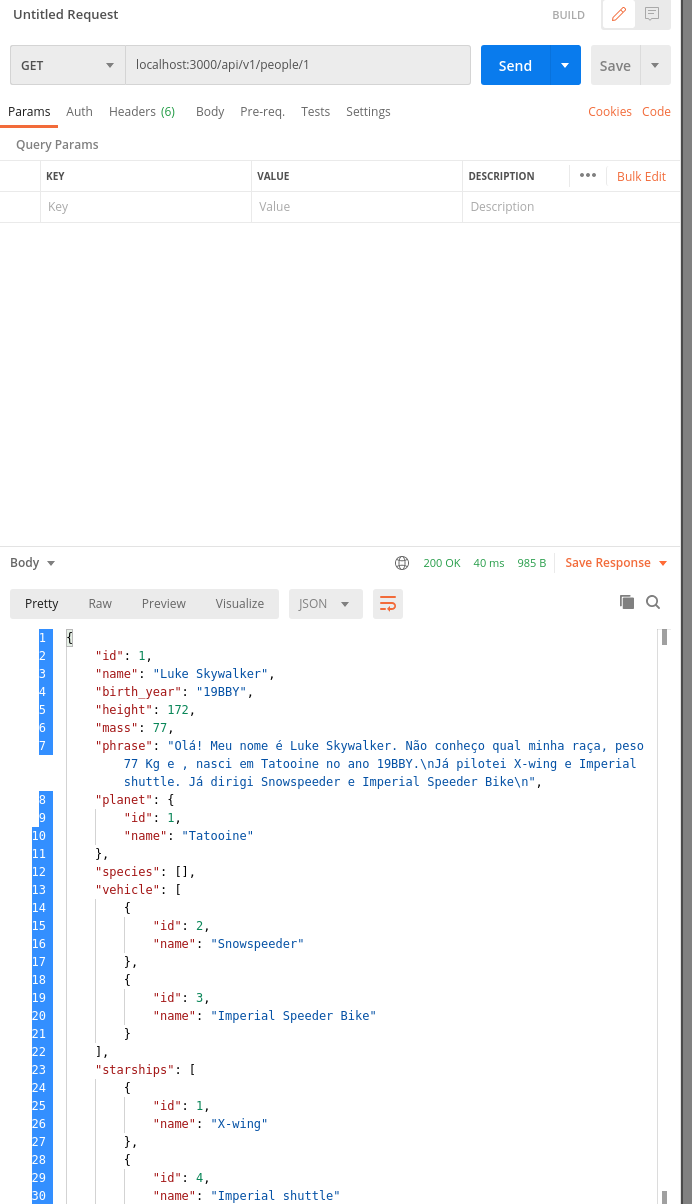 Untitled Request BUILD
GET localhost:3000/api/v1/people/1 Send Save
Params Auth Headers (6) Body Pre-req. Tests Settings Cookies Code
Query Params
KEY VALUE DESCRIPTION ••• Bulk Edit
Key Value Description
Body 200 OK 40 ms 985 B Save Response
Pretty Raw Preview Visualize JSON
1 {
2 "id": 1,
3 "name": "Luke Skywalker",
4 "birth_year": "19BBY",
5 "height": 172,
6 "mass": 77,
7 "phrase": "Olá! Meu nome é Luke Skywalker. Não conheço qual minha raça, peso
77 Kg e , nasci em Tatooine no ano 19BBY.\nJá pilotei X-wing e Imperial
shuttle. Já dirigi Snowspeeder e Imperial Speeder Bike\n",
8 "planet": {
9 "id": 1,
10 "name": "Tatooine"
11 },
12 "species": [],
13 "vehicle": [
14 {
15 "id": 2,
16 "name": "Snowspeeder"
17 },
18 {
19 "id": 3,
20 "name": "Imperial Speeder Bike"
21 }
22 ],
23 "starships": [
24 {
25 "id": 1,
26 "name": "X-wing"
27 },
28 {
29 "id": 4,
30 "name": "Imperial shuttle"